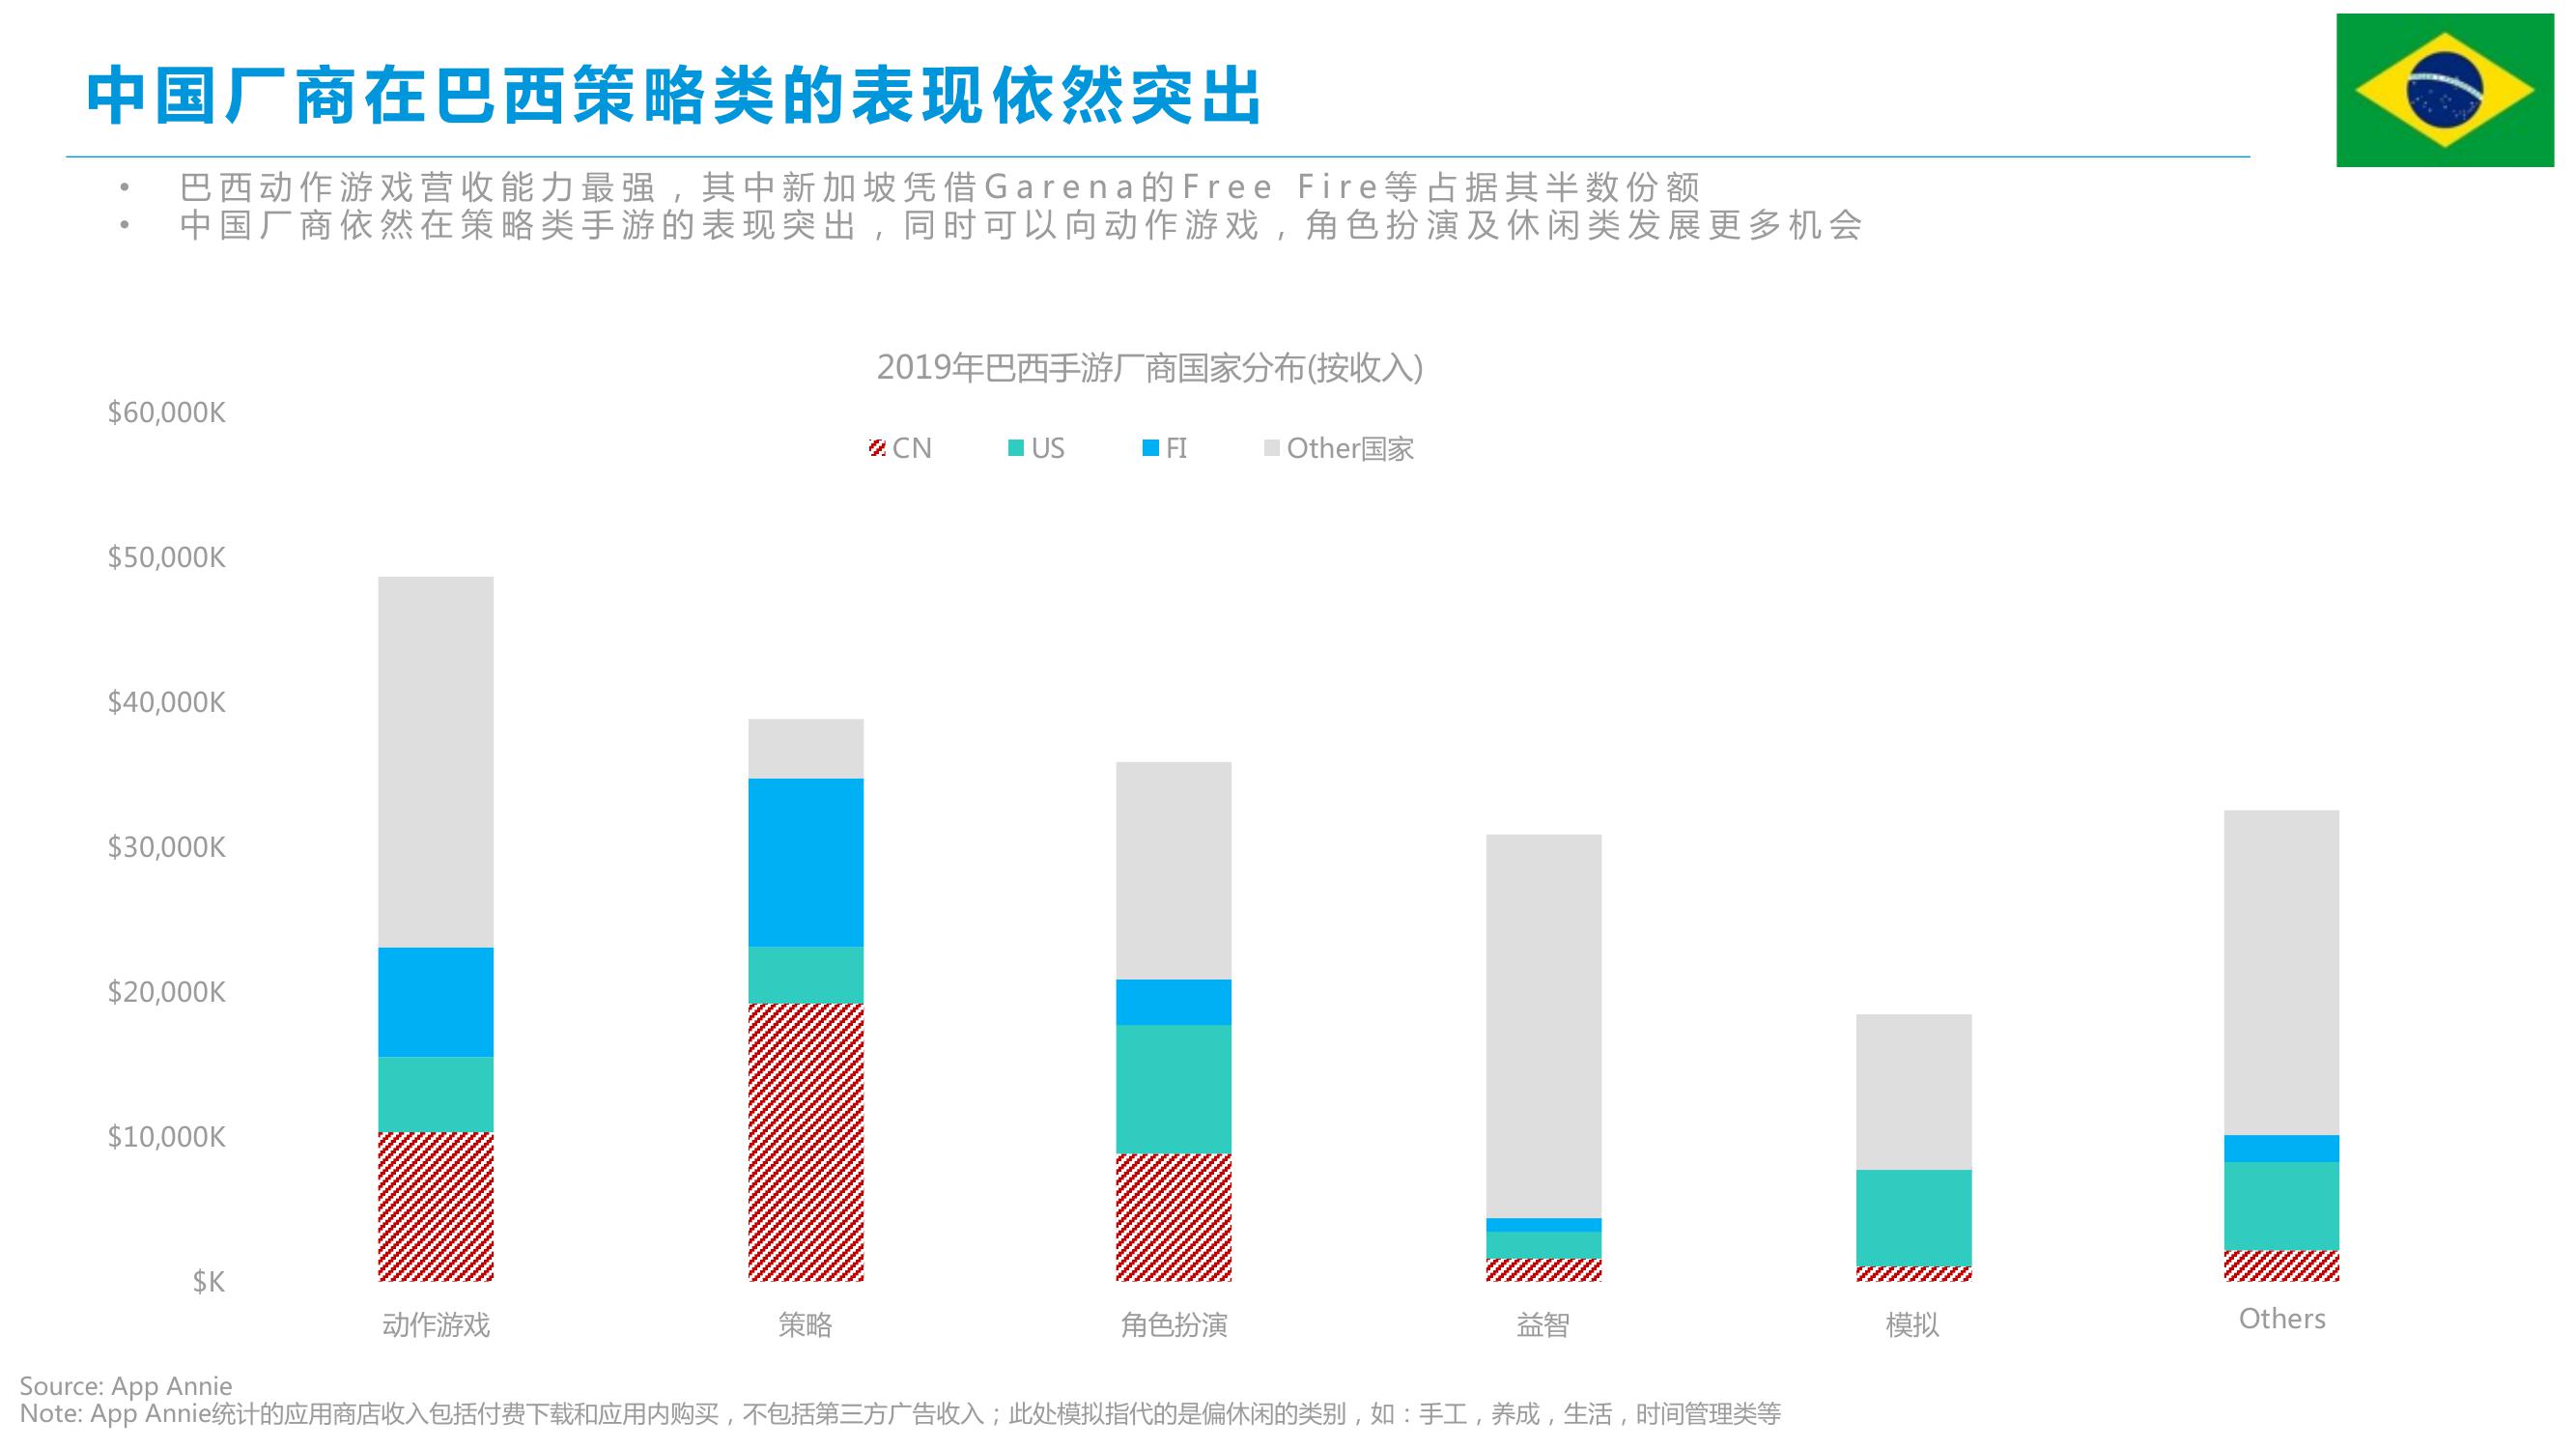 中国厂商在巴西策略类的表现依然突出
• 巴西动作游戏营收能力最强，其中新加坡凭借Garena的Free Fire等占据其半数份额
• 中国厂商依然在策略类手游的表现突出，同时可以向动作游戏，角色扮演及休闲类发展更多机会
2019年巴西手游厂商国家分布(按收入)
CN US FI Other国家
$60,000K
$50,000K
$40,000K
$30,000K
$20,000K
$10,000K
$K
动作游戏 策略 角色扮演 益智 模拟 Others
Source: App Annie
Note: App Annie统计的应用商店收入包括付费下载和应用内购买，不包括第三方广告收入；此处模拟指代的是偏休闲的类别，如：手工，养成，生活，时间管理类等